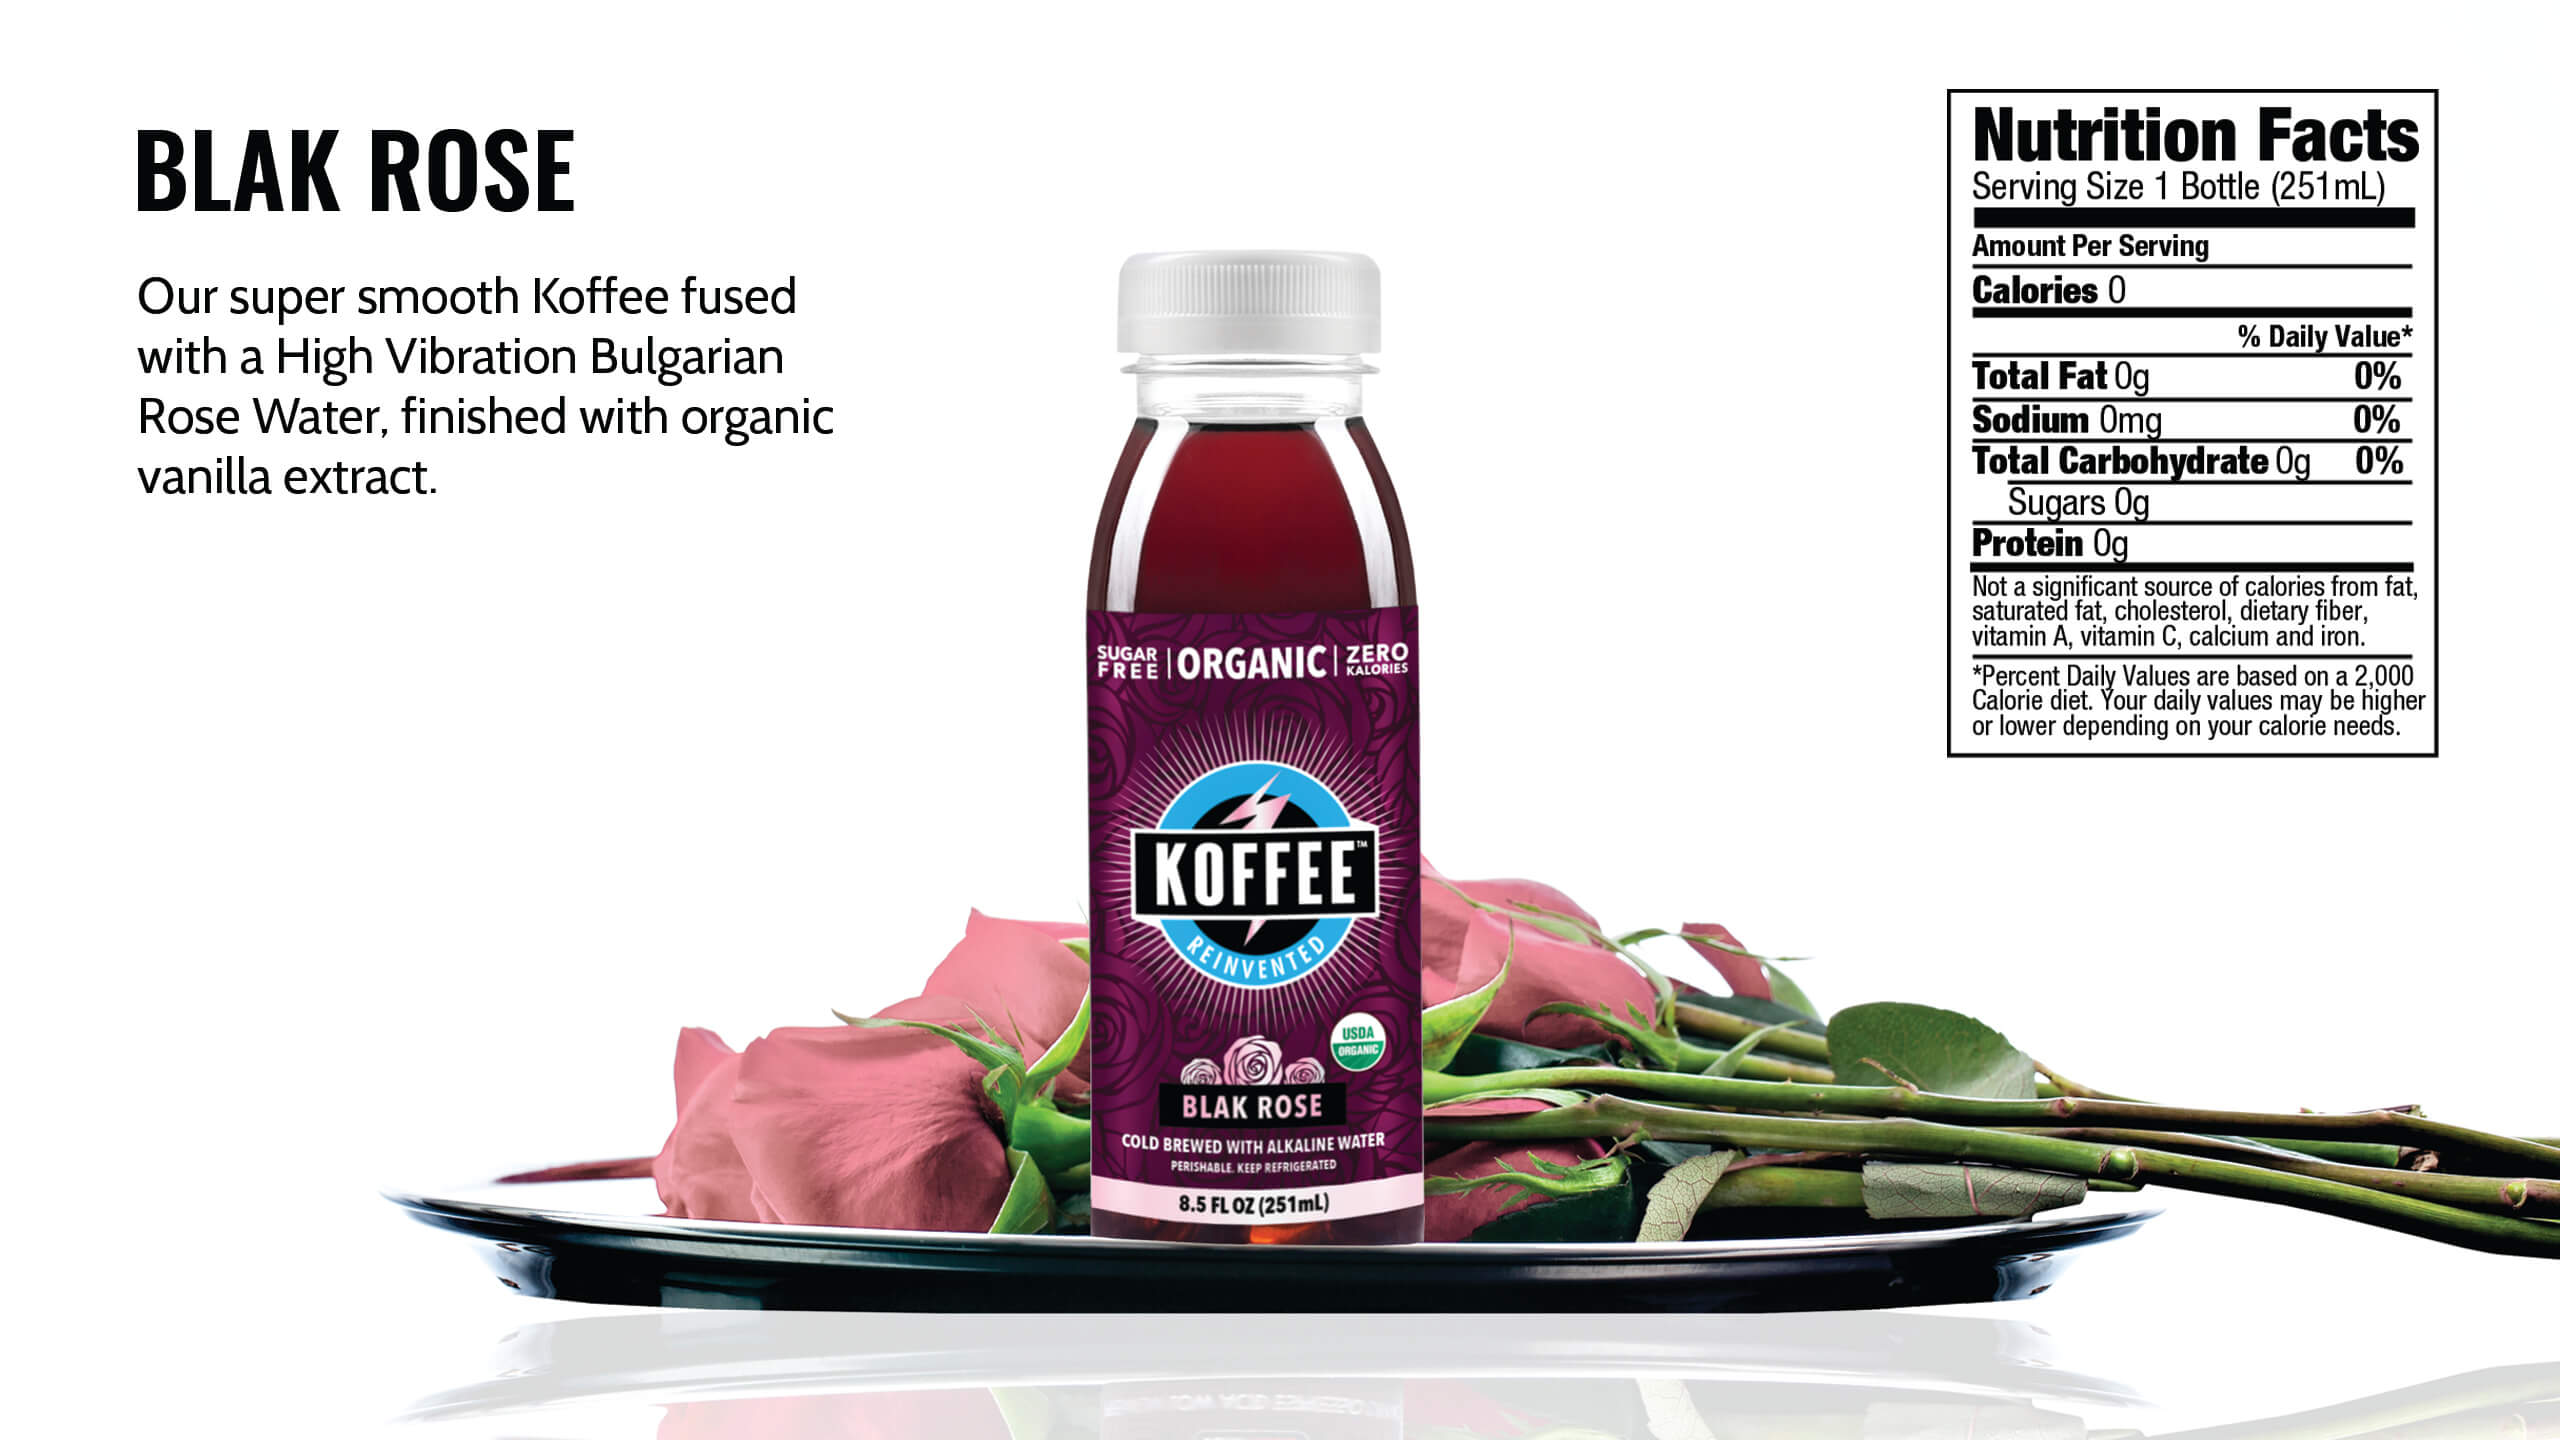 BLAK ROSE
Our super smooth Koffee fused
with a High Vibration Bulgarian
Rose Water, finished with organic
vanilla extract.
SUGAR FREE | ORGANIC | ZERO KALORIES
KOFFEE™
REINVENTED
USDA
ORGANIC
BLAK ROSE
COLD BREWED WITH ALKALINE WATER
PERISHABLE. KEEP REFRIGERATED
8.5 FL OZ (251mL)
Nutrition Facts
Serving Size 1 Bottle (251mL)
Amount Per Serving
Calories 0
% Daily Value*
Total Fat 0g 0%
Sodium 0mg 0%
Total Carbohydrate 0g 0%
Sugars 0g
Protein 0g
Not a significant source of calories from fat,
saturated fat, cholesterol, dietary fiber,
vitamin A, vitamin C, calcium and iron.
*Percent Daily Values are based on a 2,000
Calorie diet. Your daily values may be higher
or lower depending on your calorie needs.